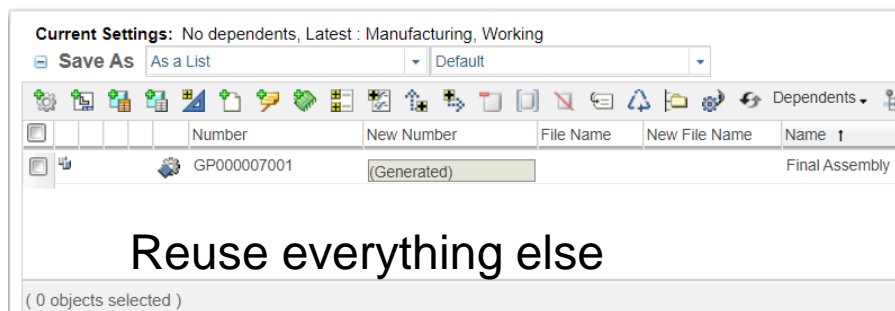 Current Settings: No dependents, Latest : Manufacturing, Working
Save As As a List Default
Dependents
Number New Number File Name New File Name Name
GP000007001 (Generated) Final Assembly
Reuse everything else
( 0 objects selected )